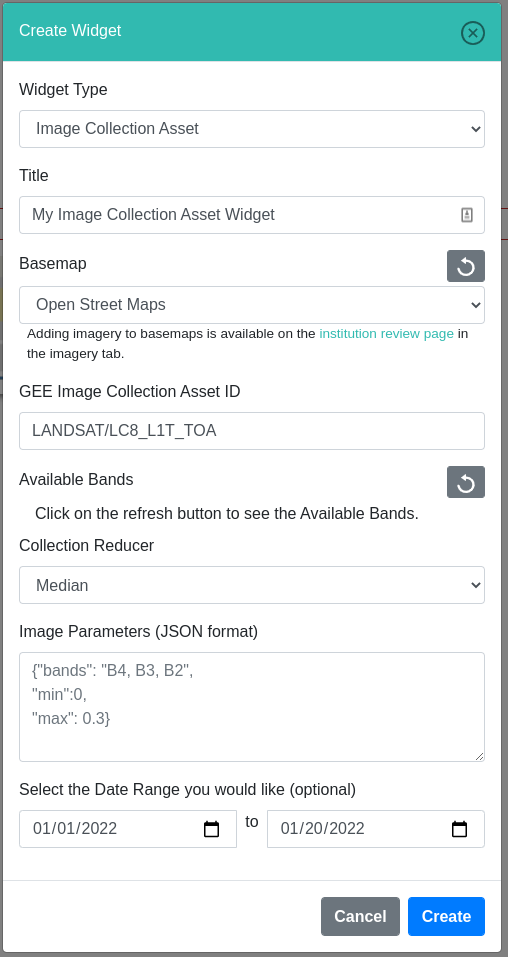 Create Widget
Widget Type
Image Collection Asset
Title
My Image Collection Asset Widget
Basemap
Open Street Maps
Adding imagery to basemaps is available on the institution review page in
the imagery tab.
GEE Image Collection Asset ID
LANDSAT/LC8_L1T_TOA
Available Bands
Click on the refresh button to see the Available Bands.
Collection Reducer
Median
Image Parameters (JSON format)
{"bands": "B4, B3, B2",
"min":0,
"max": 0.3}
Select the Date Range you would like (optional)
01/01/2022 to 01/20/2022
Cancel Create